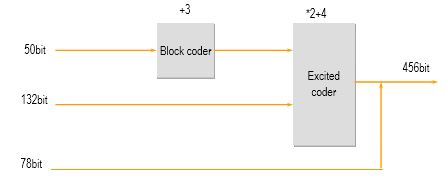 +3
*2+4
50bit
Block coder
456bit
Excited
coder
132bit
78bit